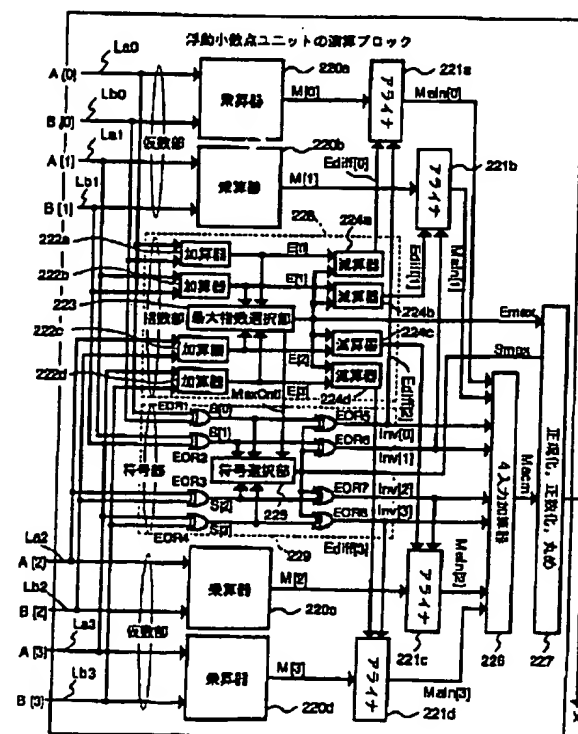 浮動小数点ユニットの演算ブロック
La0
220a
221a
A[0]
乗算器
M[0]
アライナ
Maln[0]
Lb0
B[0]
仮数部
La1
220b
A[1]
乗算器
Ediff[0]
221b
Lb1
M[1]
アライナ
B[1]
228
224a
Ediff[1]
Maln[1]
222a
加算器
減算器
222b
加算器
E[1]
減算器
224b
223
指数部
最大指数選択部
224c
Emax
222c
加算器
E[2]
減算器
Smax
222d
加算器
減算器
224d
Ediff[2]
MaxCntl
EOR1
EOR5
Inv[0]
S[1]
EOR6
Inv[1]
EOR2
符号部
符号選択部
EOR3
225
EOR7
Inv[2]
S[2]
EOR8
Inv[3]
EOR4
229
Ediff[3]
4入力加算器
Macml
正規化,正数化,丸め
La2
A[2]
Lb2
M[2]
アライナ
Maln[2]
B[2]
乗算器
La3
仮数部
221c
226
227
A[3]
乗算器
M[3]
アライナ
Maln[3]
Lb3
B[3]
220d
221d